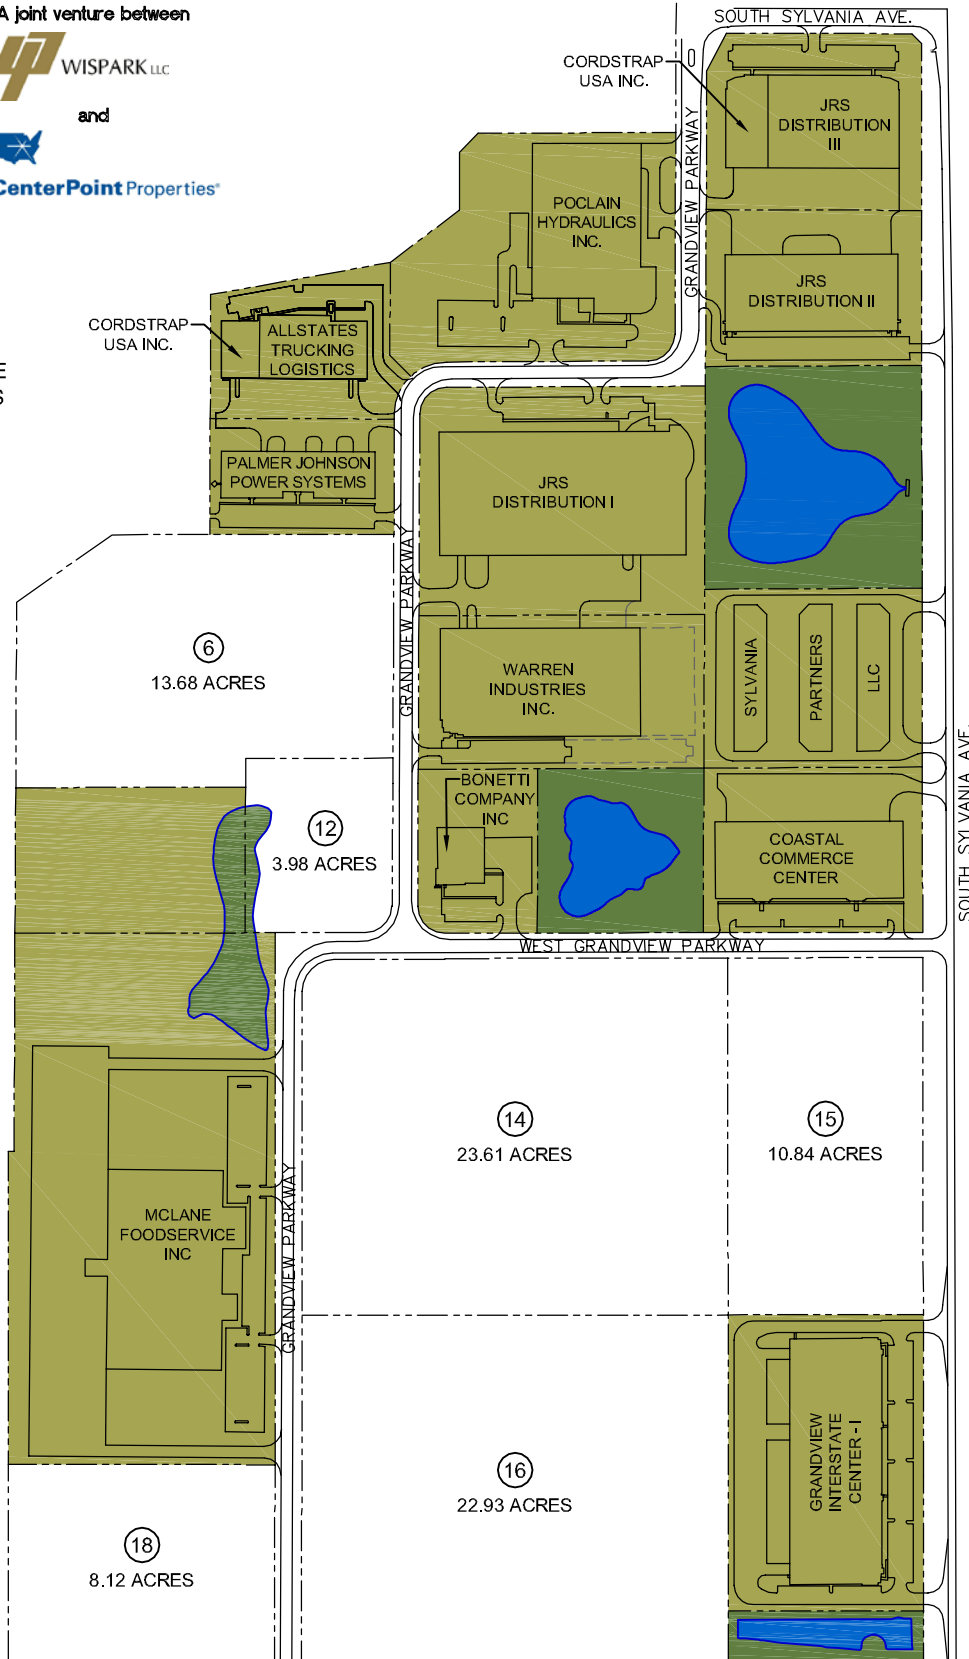 A joint venture between
WISPARK LLC
and
CenterPoint Properties®
SOUTH SYLVANIA AVE.
CORDSTRAP
USA INC.
JRS
DISTRIBUTION
III
GRANDVIEW PARKWAY
POCLAIN
HYDRAULICS
INC.
JRS
DISTRIBUTION II
CORDSTRAP
USA INC.
ALLSTATES
TRUCKING
LOGISTICS
E
S
PALMER JOHNSON
POWER SYSTEMS
JRS
DISTRIBUTION I
GRANDVIEW PARKWAY
6
13.68 ACRES
WARREN
INDUSTRIES
INC.
SYLVANIA
PARTNERS
LLC
SOUTH SYLVANIA AVE.
BONETTI
COMPANY
INC
12
3.98 ACRES
COASTAL
COMMERCE
CENTER
WEST GRANDVIEW PARKWAY
14
23.61 ACRES
15
10.84 ACRES
MCLANE
FOODSERVICE
INC
GRANDVIEW PARKWAY
GRANDVIEW
INTERSTATE
CENTER - I
16
22.93 ACRES
18
8.12 ACRES